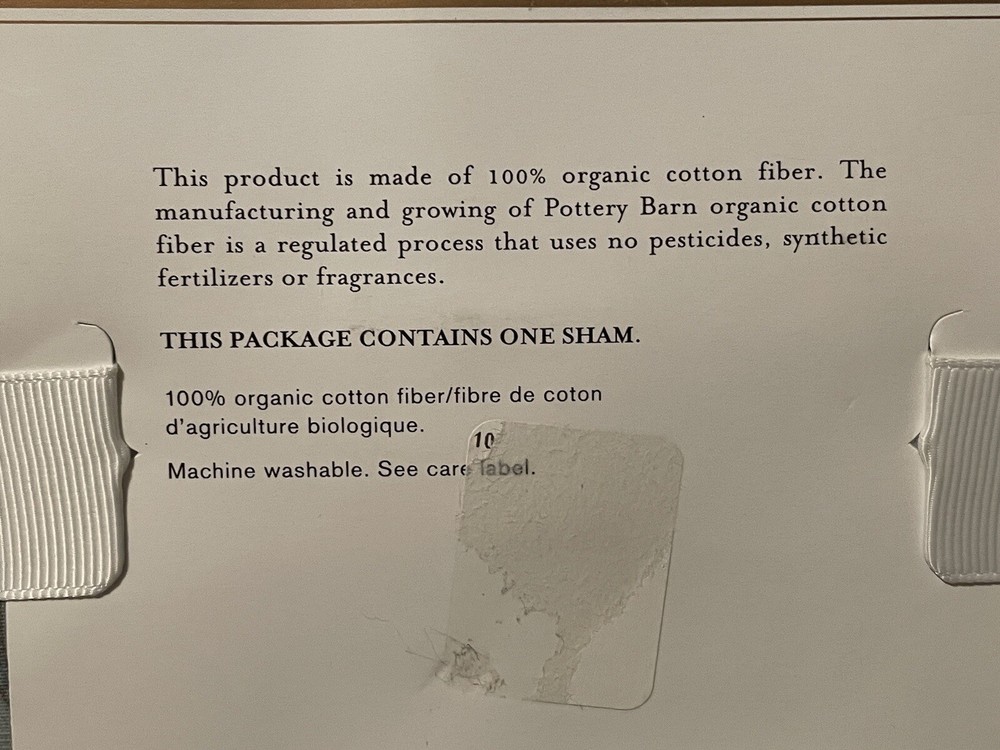 This product is made of 100% organic cotton fiber. The
manufacturing and growing of Pottery Barn organic cotton
fiber is a regulated process that uses no pesticides, synthetic
fertilizers or fragrances.
THIS PACKAGE CONTAINS ONE SHAM.
100% organic cotton fiber/fibre de coton
d'agriculture biologique.
10
Machine washable. See care label.